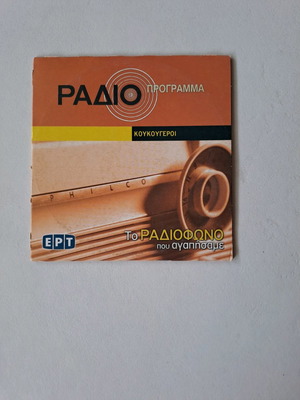 ΡΑΔΙΟ ΠΡΟΓΡΑΜΜΑ
ΚΟΥΚΟΥΓΕΡΟΙ
PHILCO
ΕΡΤ
Το ΡΑΔΙΟΦΩΝΟ
που αγαπήσαμε